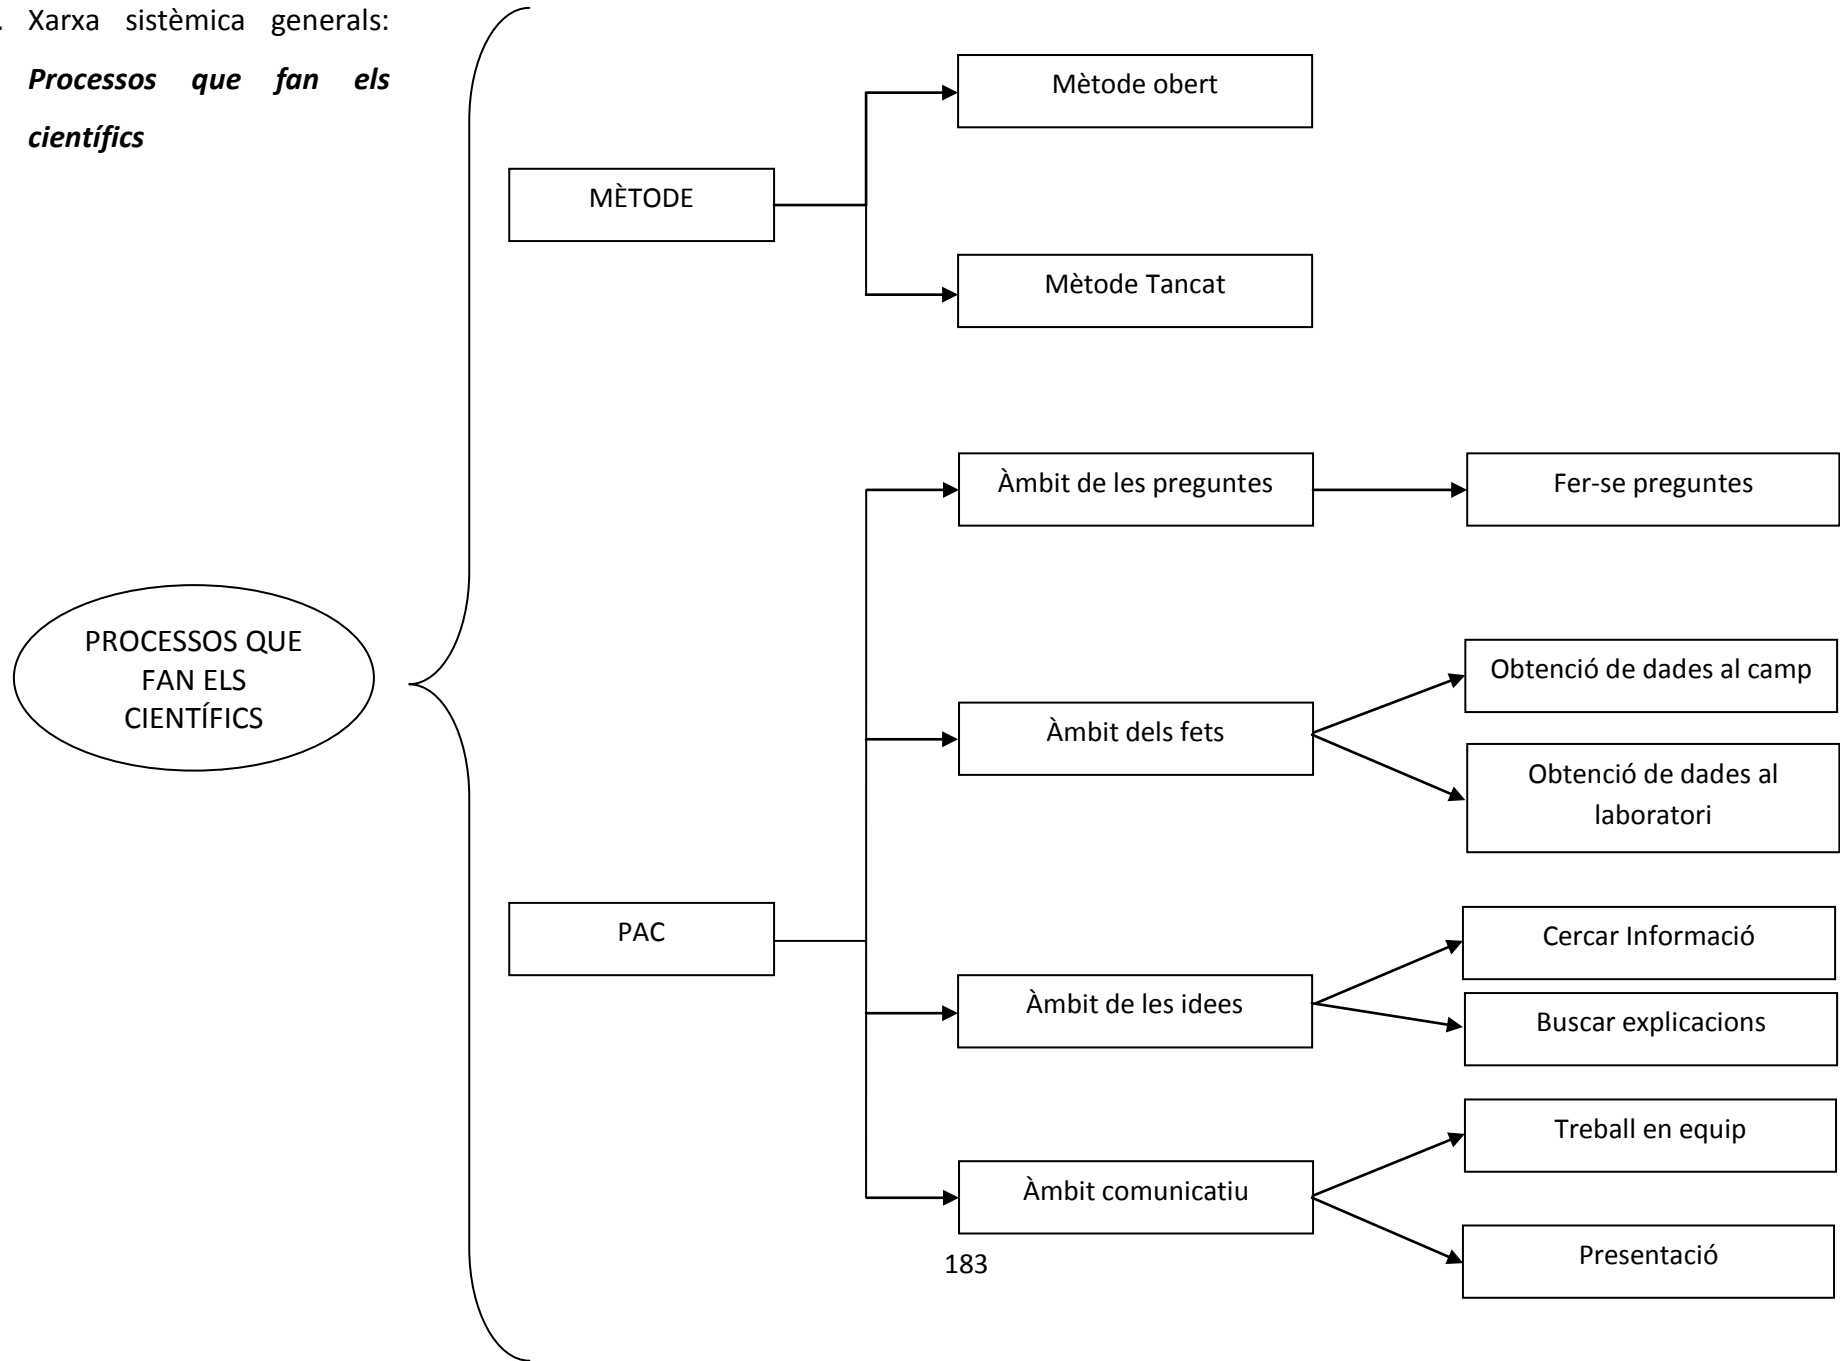 . Xarxa sistèmica generals:
Processos que fan els
científics
Mètode obert
MÈTODE
Mètode Tancat
Àmbit de les preguntes
Fer-se preguntes
PROCESSOS QUE
FAN ELS
CIENTÍFICS
Obtenció de dades al camp
Àmbit dels fets
Obtenció de dades al
laboratori
PAC
Cercar Informació
Àmbit de les idees
Buscar explicacions
Treball en equip
Àmbit comunicatiu
Presentació
183